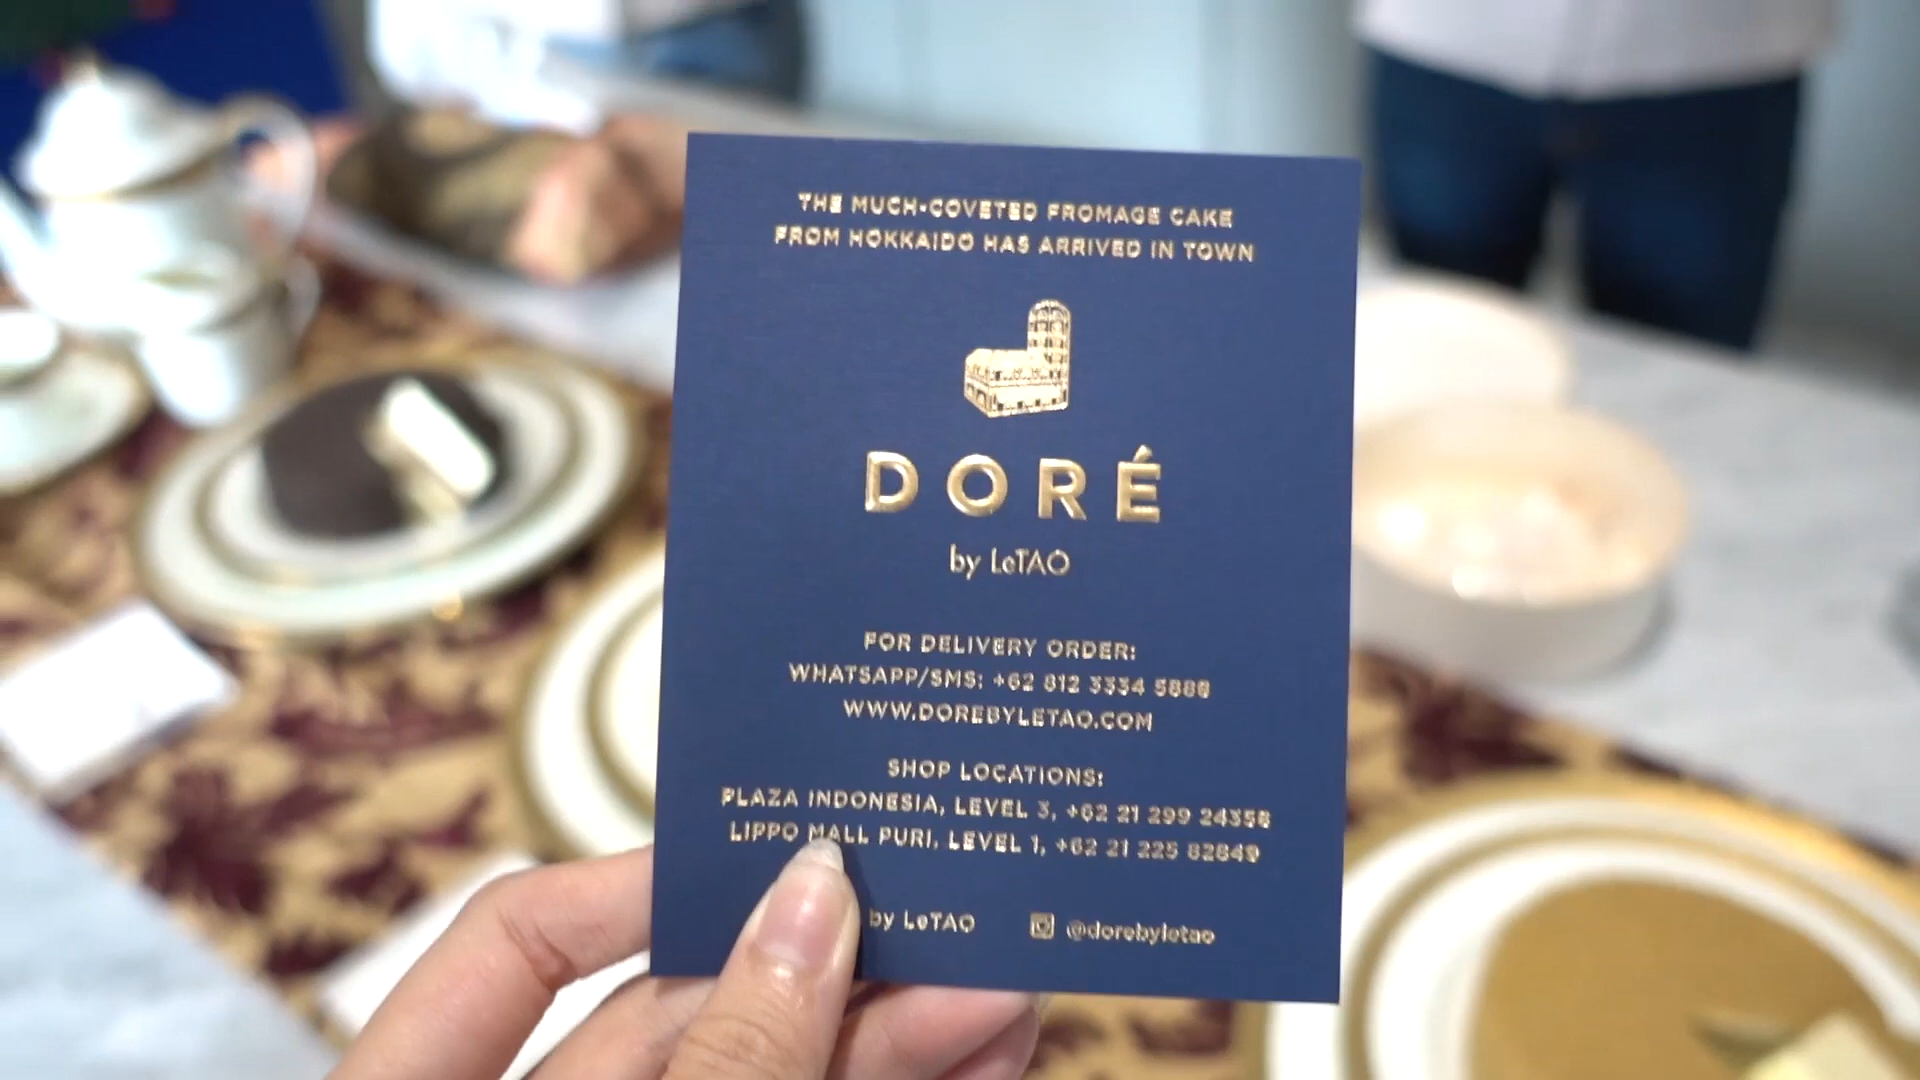 THE MUCH-COVETED FROMAGE CAKE
FROM HOKKAIDO HAS ARRIVED IN TOWN
DORÉ
by LeTAO
FOR DELIVERY ORDER:
WHATSAPP/SMS: +62 812 3334 5888
WWW.DOREBYLETAO.COM
SHOP LOCATIONS:
PLAZA INDONESIA, LEVEL 3, +62 21 299 24358
LIPPO MALL PURI, LEVEL 1, +62 21 225 82849
by LeTAO
@dorebyletao